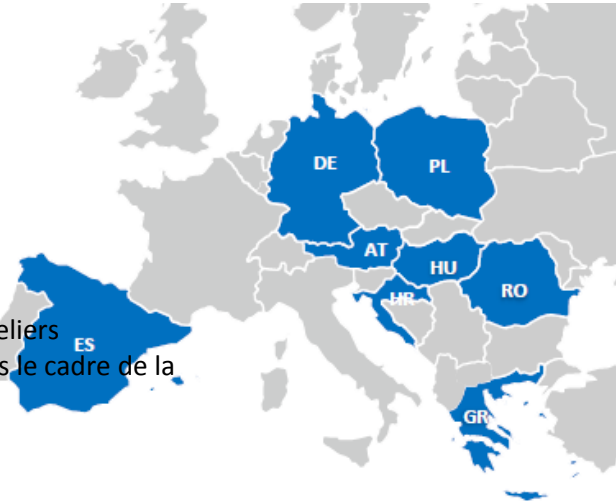 DE
PL
AT
HU
HR
RO
eliers
ES
s le cadre de la
GR